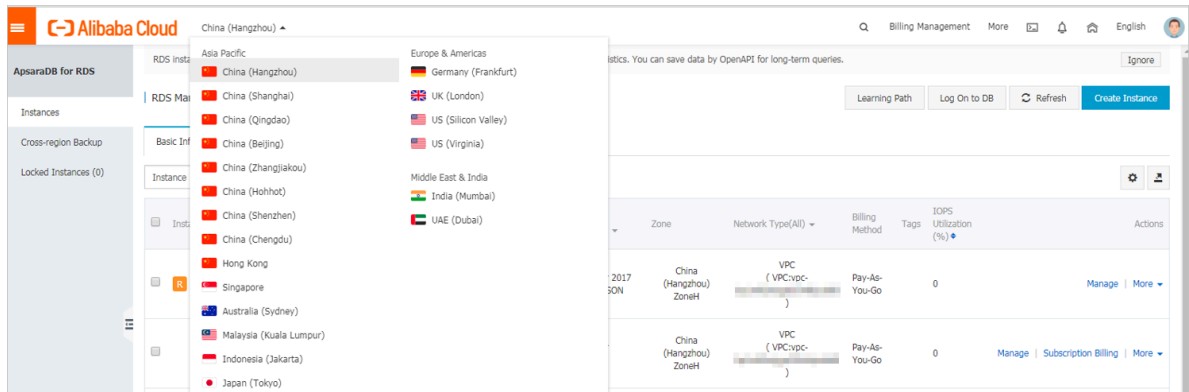 Alibaba Cloud
China (Hangzhou)
Billing Management
More
English
ApsaraDB for RDS
Instances
Cross-region Backup
Locked Instances (0)
Asia Pacific
China (Hangzhou)
China (Shanghai)
China (Qingdao)
China (Beijing)
China (Zhangjiakou)
China (Hohhot)
China (Shenzhen)
China (Chengdu)
Hong Kong
Singapore
Australia (Sydney)
Malaysia (Kuala Lumpur)
Indonesia (Jakarta)
Japan (Tokyo)
Europe & Americas
Germany (Frankfurt)
UK (London)
US (Silicon Valley)
US (Virginia)
Middle East & India
India (Mumbai)
UAE (Dubai)
RDS insta
istics. You can save data by OpenAPI for long-term queries.
Ignore
RDS Mar
Learning Path
Log On to DB
Refresh
Create Instance
Basic Inf
Instance
Insta
Zone
Network Type(All)
Billing
Method
Tags
IOPS
Utilization
(%)
Actions
R
2017
SON
China
(Hangzhou)
ZoneH
VPC
( VPC:vpc-
)
Pay-As-
You-Go
0
Manage | More
China
(Hangzhou)
ZoneH
VPC
( VPC:vpc-
)
Pay-As-
You-Go
0
Manage | Subscription Billing | More